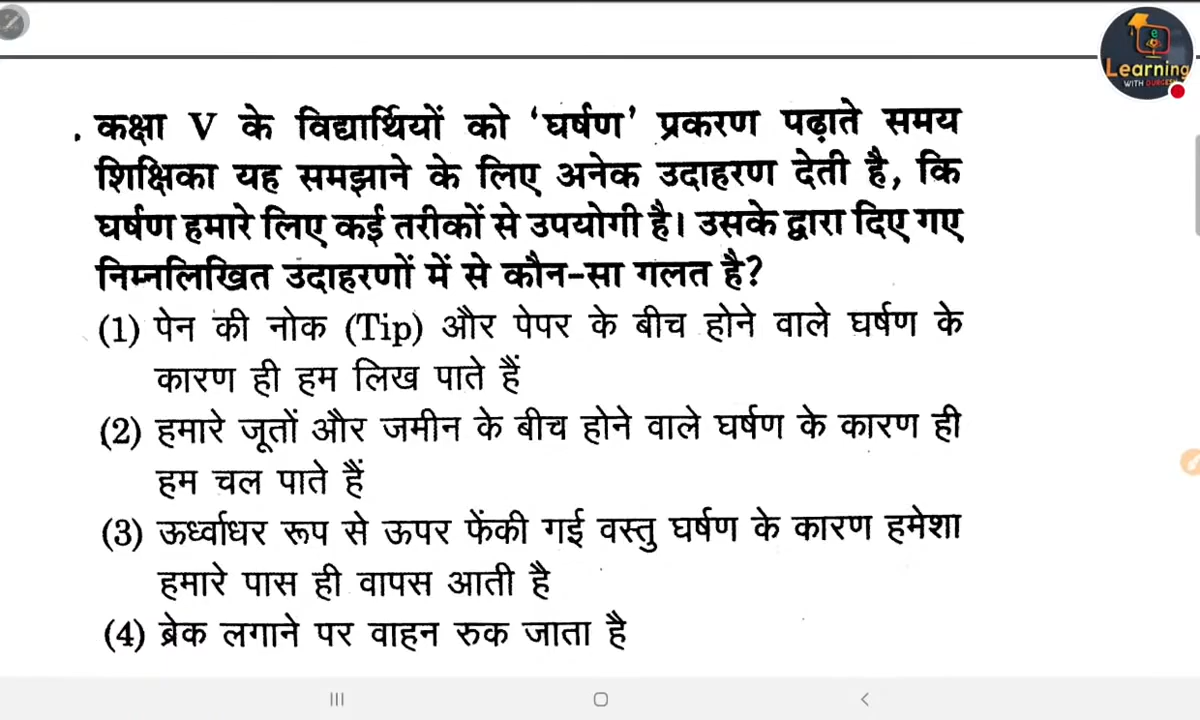 e
Learning
WITH DURGESH
. कक्षा V के विद्यार्थियों को ‘घर्षण’ प्रकरण पढ़ाते समय
शिक्षिका यह समझाने के लिए अनेक उदाहरण देती है, कि
घर्षण हमारे लिए कई तरीकों से उपयोगी है। उसके द्वारा दिए गए
निम्नलिखित उदाहरणों में से कौन-सा गलत है?
(1) पेन की नोक (Tip) और पेपर के बीच होने वाले घर्षण के
कारण ही हम लिख पाते हैं
(2) हमारे जूतों और जमीन के बीच होने वाले घर्षण के कारण ही
हम चल पाते हैं
(3) ऊर्ध्वाधर रूप से ऊपर फेंकी गई वस्तु घर्षण के कारण हमेशा
हमारे पास ही वापस आती है
(4) ब्रेक लगाने पर वाहन रुक जाता है